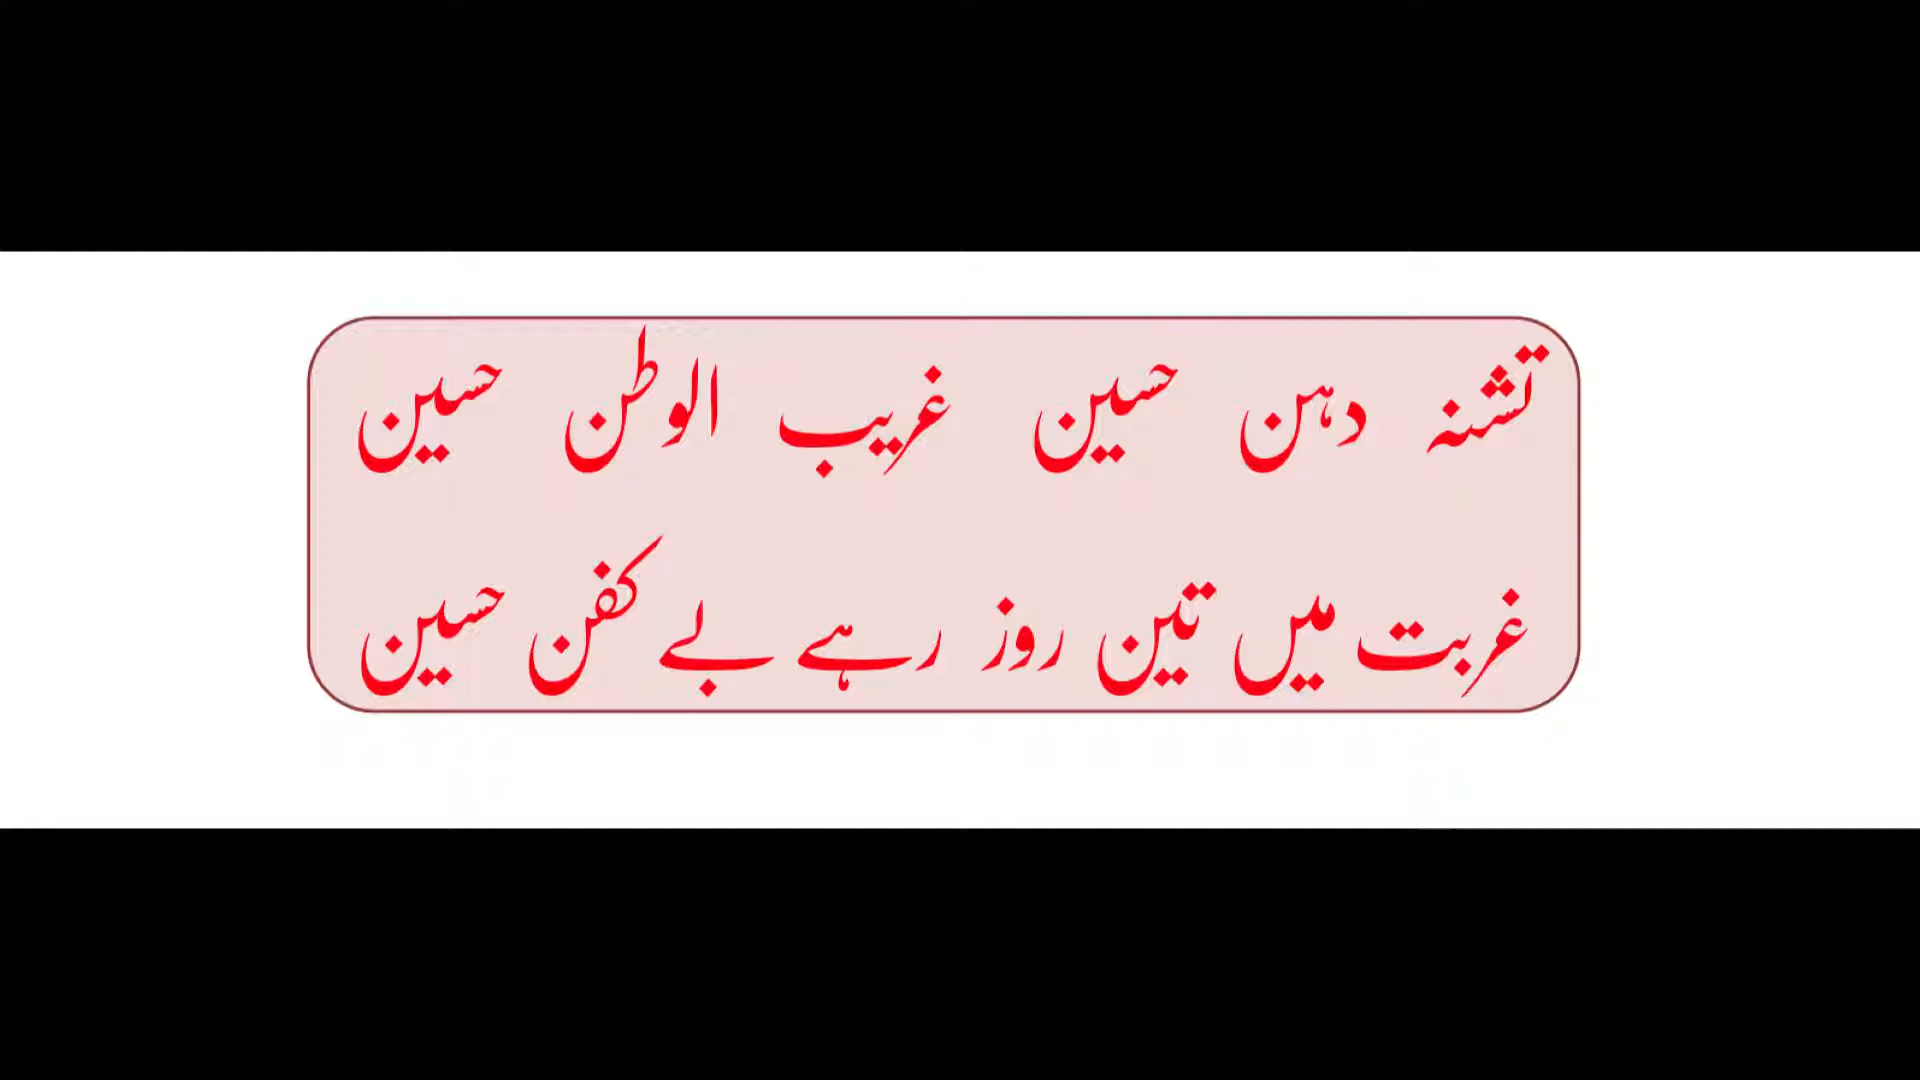 تشنہ دہن حسین غریب الوطن حسین
غربت میں تین روز رہے بے کفن حسین